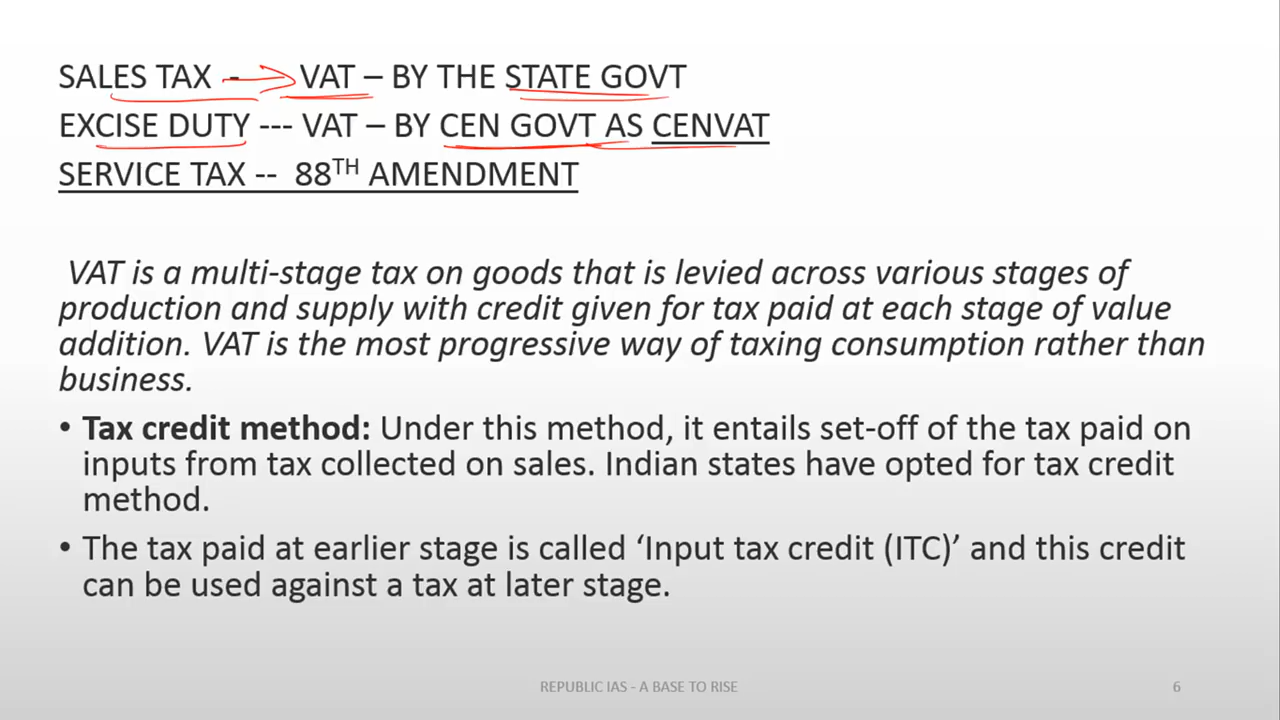 SALES TAX - VAT – BY THE STATE GOVT
EXCISE DUTY --- VAT – BY CEN GOVT AS CENVAT
SERVICE TAX -- 88TH AMENDMENT
VAT is a multi-stage tax on goods that is levied across various stages of
production and supply with credit given for tax paid at each stage of value
addition. VAT is the most progressive way of taxing consumption rather than
business.
• Tax credit method: Under this method, it entails set-off of the tax paid on
inputs from tax collected on sales. Indian states have opted for tax credit
method.
• The tax paid at earlier stage is called ‘Input tax credit (ITC)’ and this credit
can be used against a tax at later stage.
REPUBLIC IAS - A BASE TO RISE
6